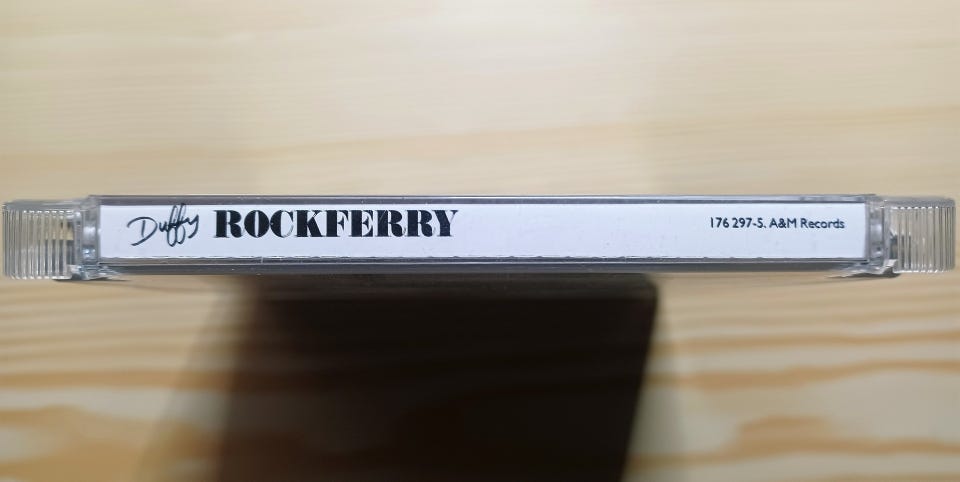 Duffy ROCKFERRY 176 297-5. A&M Records